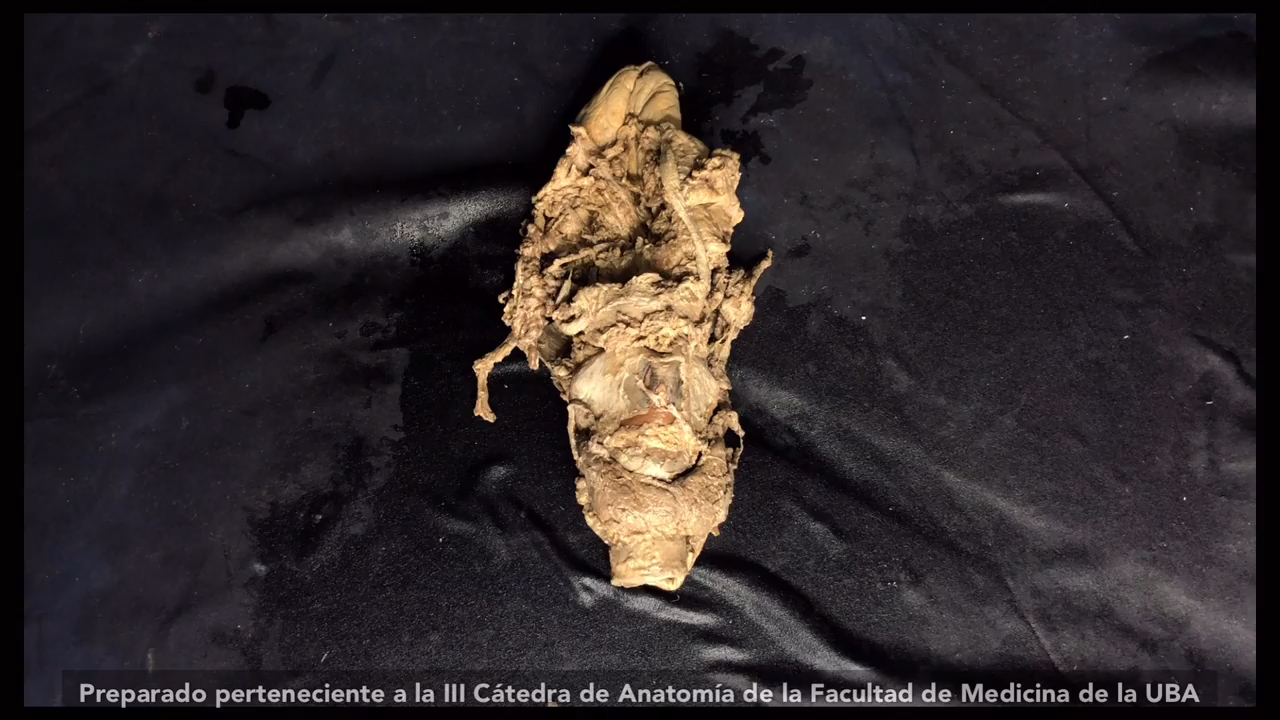 Preparado perteneciente a la III Cátedra de Anatomía de la Facultad de Medicina de la UBA